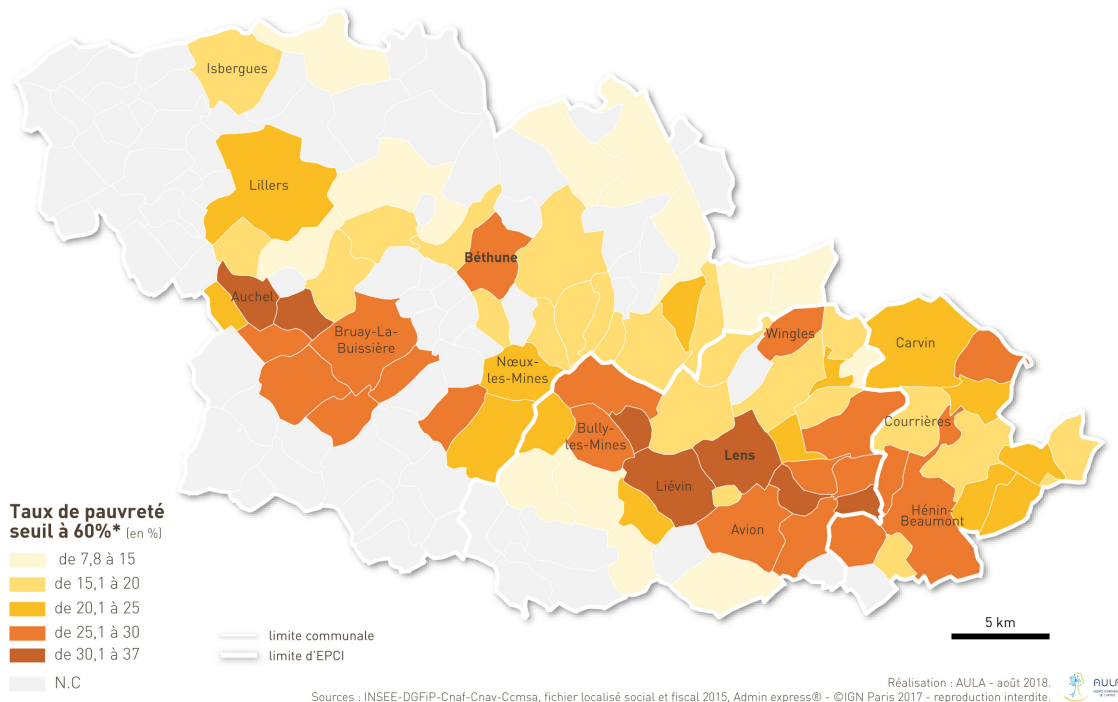 Isbergues
Lillers
Béthune
Auchel
Bruay-La-
Buissière
Wingles
Carvin
Nœux-
les-Mines
Courrières
Bully-
les-Mines
Lens
Liévin
Hénin-
Beaumont
Avion
Taux de pauvreté
seuil à 60%* (en %)
de 7,8 à 15
de 15,1 à 20
de 20,1 à 25
de 25,1 à 30
de 30,1 à 37
N.C
limite communale
limite d'EPCI
5 km
Réalisation : AULA - août 2018.
Sources : INSEE-DGFiP-Cnaf-Cnav-Ccmsa, fichier localisé social et fiscal 2015, Admin express® - ©IGN Paris 2017 - reproduction interdite.
AULA